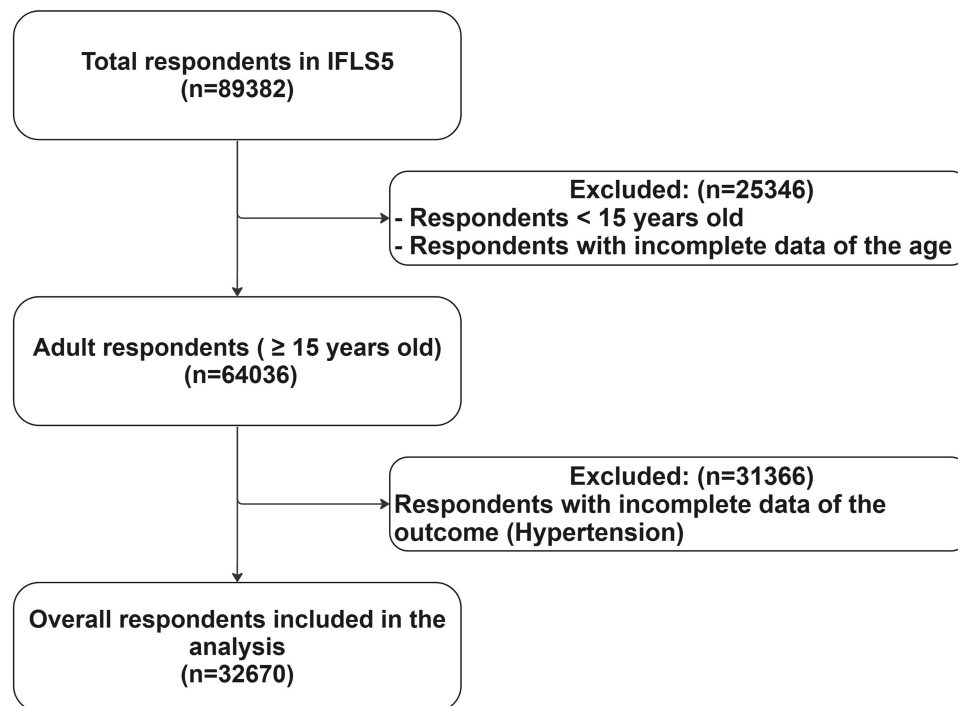 Total respondents in IFLS5
(n=89382)
Excluded: (n=25346)
- Respondents < 15 years old
- Respondents with incomplete data of the age
Adult respondents ( ≥ 15 years old)
(n=64036)
Excluded: (n=31366)
Respondents with incomplete data of the
outcome (Hypertension)
Overall respondents included in the
analysis
(n=32670)